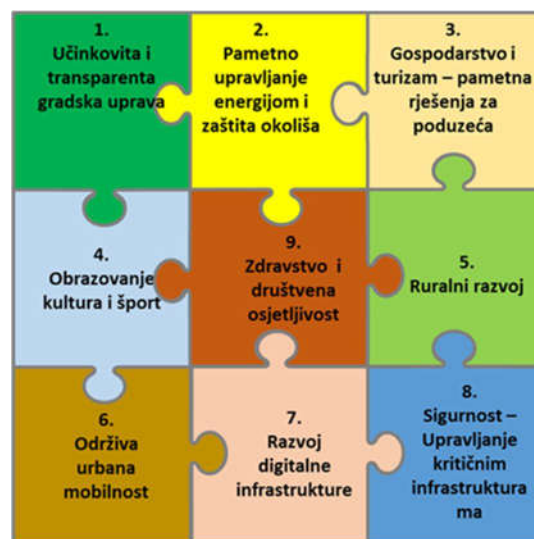 1.
Učinkovita i
transparenta
gradska uprava
2.
Pametno
upravljanje
energijom i
zaštita okoliša
3.
Gospodarstvo i
turizam – pametna
rješenja za
poduzeća
4.
Obrazovanje
kultura i šport
9.
Zdravstvo i
društvena
osjetljivost
5.
Ruralni razvoj
6.
Održiva
urbana
mobilnost
7.
Razvoj
digitalne
infrastrukture
8.
Sigurnost –
Upravljanje
kritičnim
infrastruktura
ma